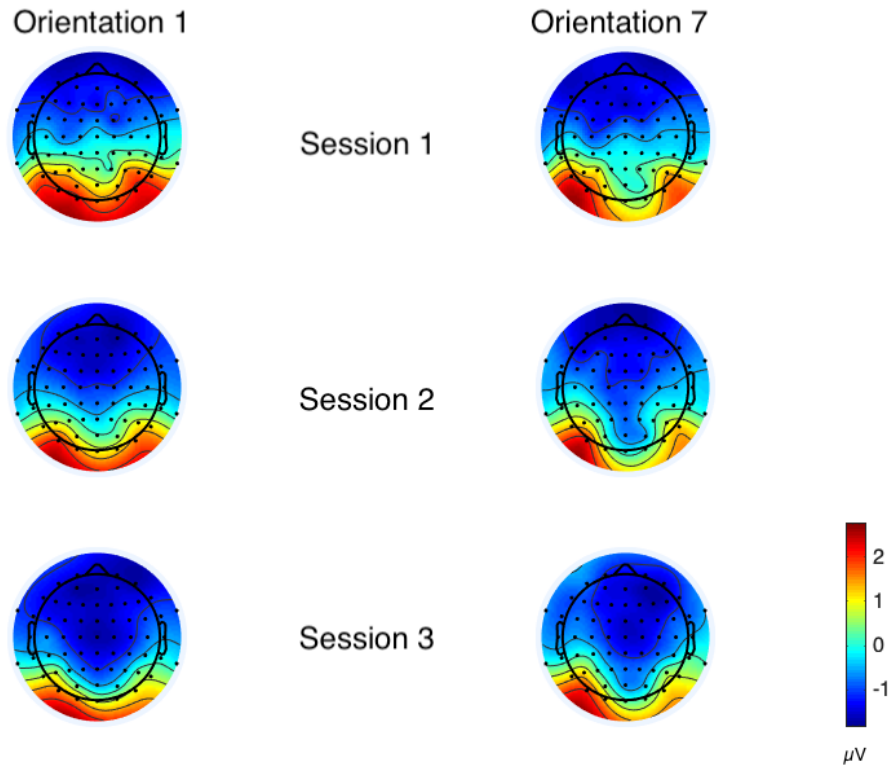 Orientation 1
Orientation 7
Session 1
Session 2
Session 3
2
1
0
-1
µV